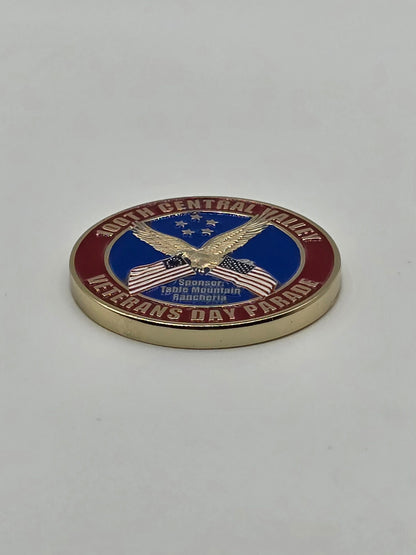 100TH CENTRAL VALLEY
Sponsor:
Table Mountain
Rancheria
VETERANS DAY PARADE